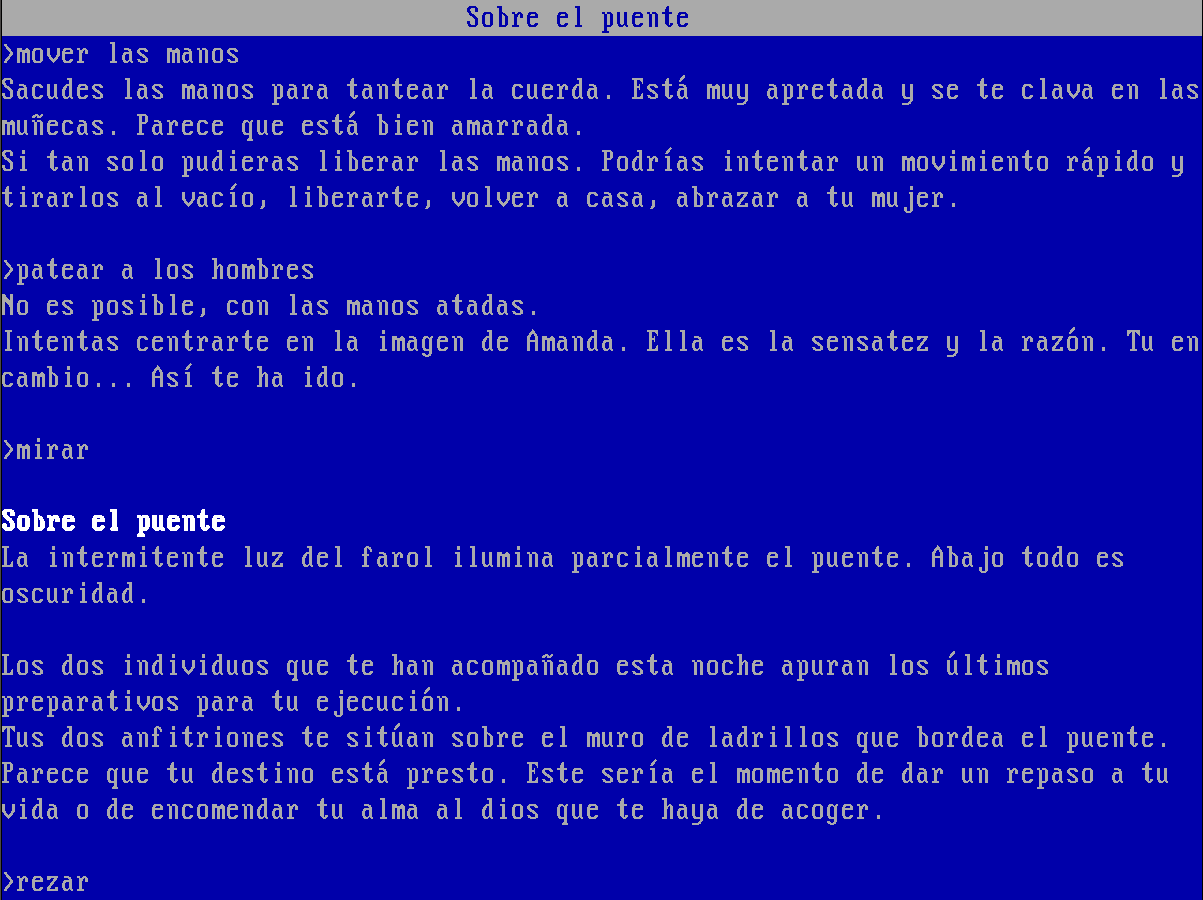 Sobre el puente
>mover las manos
Sacudes las manos para tantear la cuerda. Está muy apretada y se te clava en las
muñecas. Parece que está bien amarrada.
Si tan solo pudieras liberar las manos. Podrías intentar un movimiento rápido y
tirarlos al vacío, liberarte, volver a casa, abrazar a tu mujer.
>patear a los hombres
No es posible, con las manos atadas.
Intentas centrarte en la imagen de Amanda. Ella es la sensatez y la razón. Tu en
cambio... Así te ha ido.
>mirar
Sobre el puente
La intermitente luz del farol ilumina parcialmente el puente. Abajo todo es
oscuridad.
Los dos individuos que te han acompañado esta noche apuran los últimos
preparativos para tu ejecución.
Tus dos anfitriones te sitúan sobre el muro de ladrillos que bordea el puente.
Parece que tu destino está presto. Este sería el momento de dar un repaso a tu
vida o de encomendar tu alma al dios que te haya de acoger.
>rezar